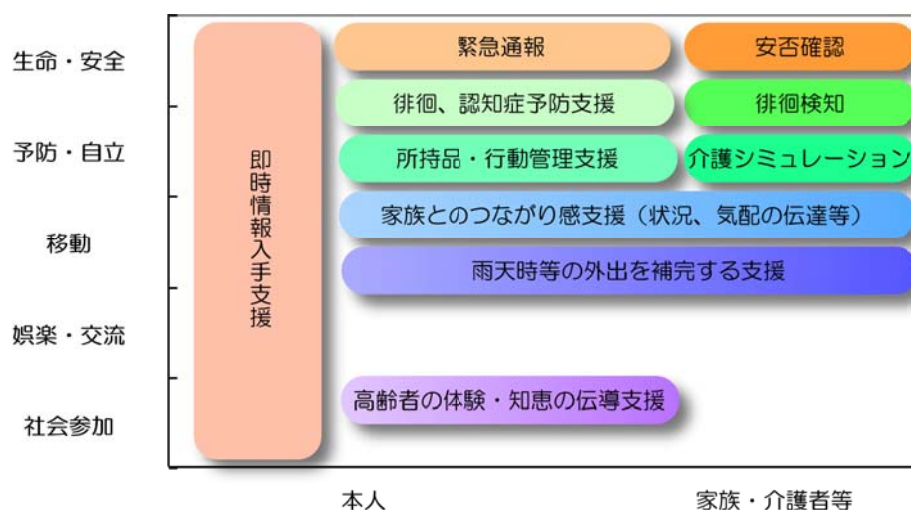 生命・安全
予防・自立
移動
娯楽・交流
社会参加
即時情報入手支援
緊急通報
安否確認
徘徊、認知症予防支援
徘徊検知
所持品・行動管理支援
介護シミュレーション
家族とのつながり感支援（状況、気配の伝達等）
雨天時等の外出を補完する支援
高齢者の体験・知恵の伝導支援
本人
家族・介護者等